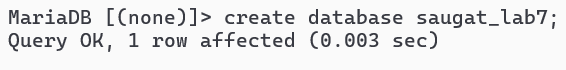 MariaDB [(none)]> create database saugat_lab7;
Query OK, 1 row affected (0.003 sec)